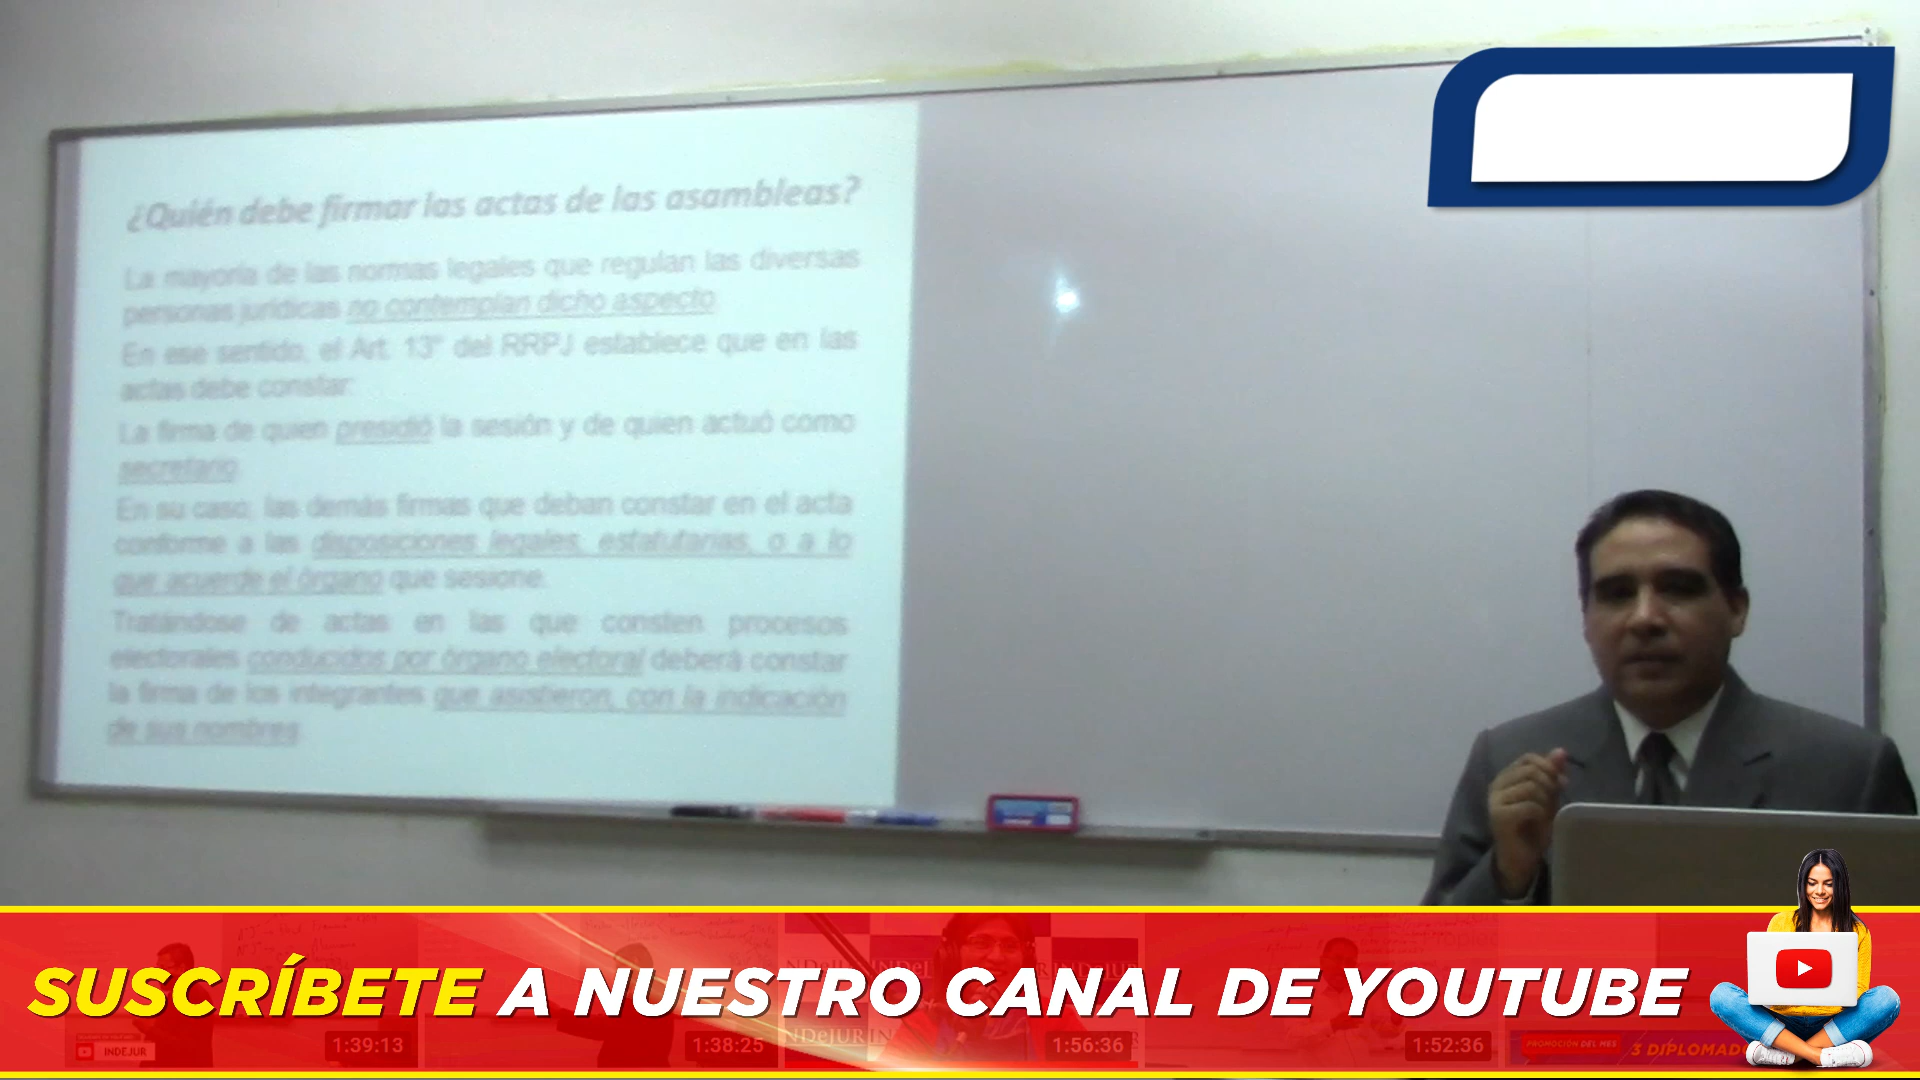 ¿Quién debe firmar las actas de las asambleas?
La mayoría de las normas legales que regulan las diversas
personas jurídicas no contemplan dicho aspecto.
En ese sentido, el Art. 13° del RRPJ establece que en las
actas debe constar:
La firma de quien presidió la sesión y de quien actuó como
secretario.
En su caso, las demás firmas que deban constar en el acta
conforme a las disposiciones legales, estatutarias, o a lo
que acuerde el órgano que sesione.
Tratándose de actas en las que consten procesos
electorales conducidos por órgano electoral deberá constar
la firma de los integrantes que asistieron, con la indicación
de sus nombres.
SUSCRÍBETE A NUESTRO CANAL DE YOUTUBE
INDEJUR
1:39:13
1:38:25
1:56:36
1:52:36
PROMOCIÓN DEL MES
3 DIPLOMAD